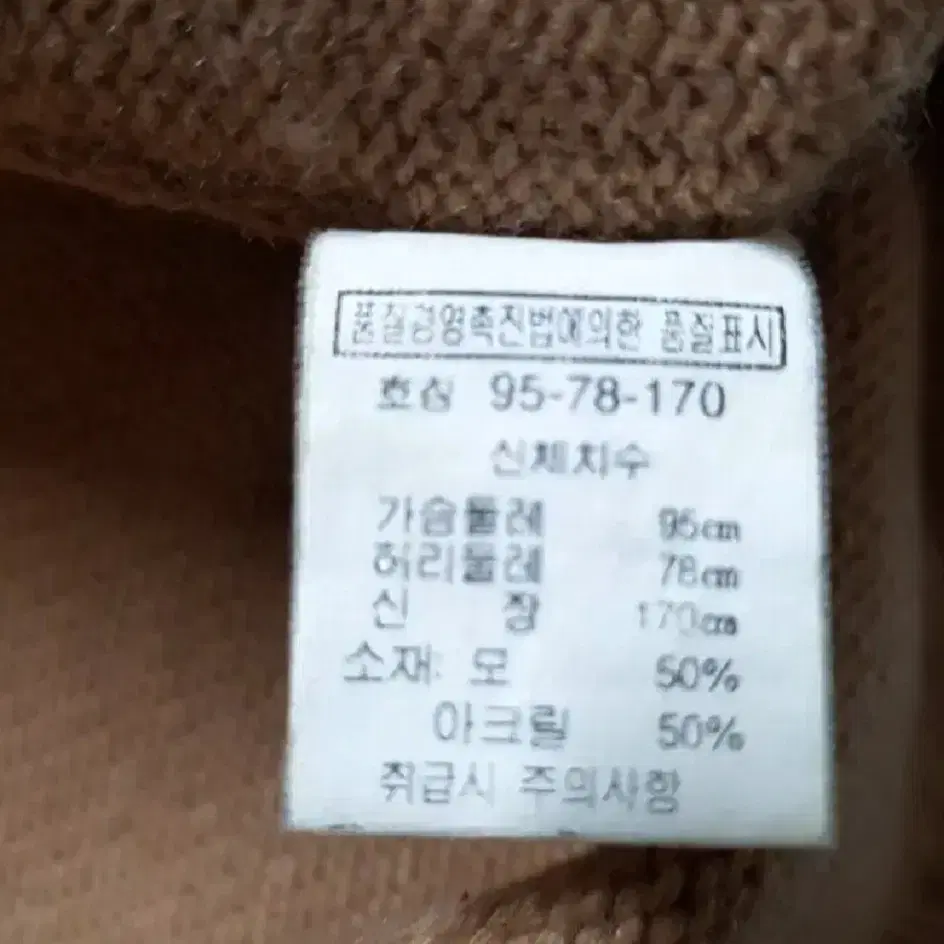 품질경영촉진법에의한 품질표시
호칭 95-78-170
신체치수
가슴둘레 95cm
허리둘레 78cm
신 장 170cm
소재: 모 50%
아크릴 50%
취급시 주의사항